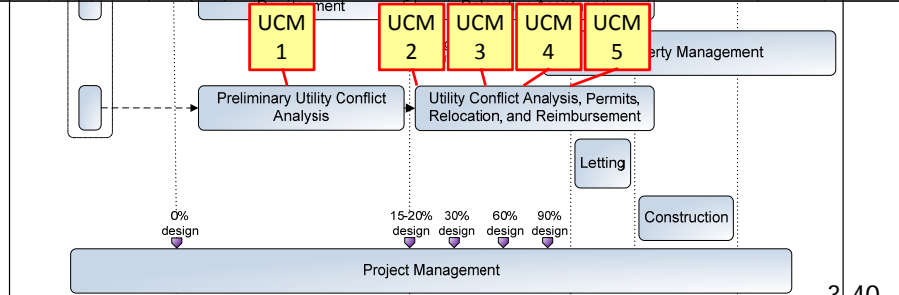 UCM
1
UCM
2
UCM
3
UCM
4
UCM
5
erty Management
Preliminary Utility Conflict
Analysis
Utility Conflict Analysis, Permits,
Relocation, and Reimbursement
Letting
Construction
0%
design
15-20%
design
30%
design
60%
design
90%
design
Project Management